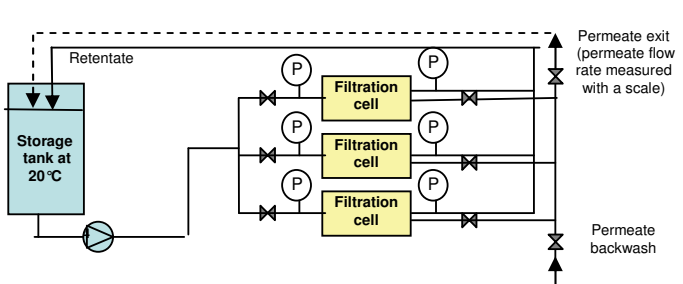 Retentate
Storage
tank at
20°C
P
P
Filtration
cell
P
P
Filtration
cell
P
P
Filtration
cell
Permeate exit
(permeate flow
rate measured
with a scale)
Permeate
backwash